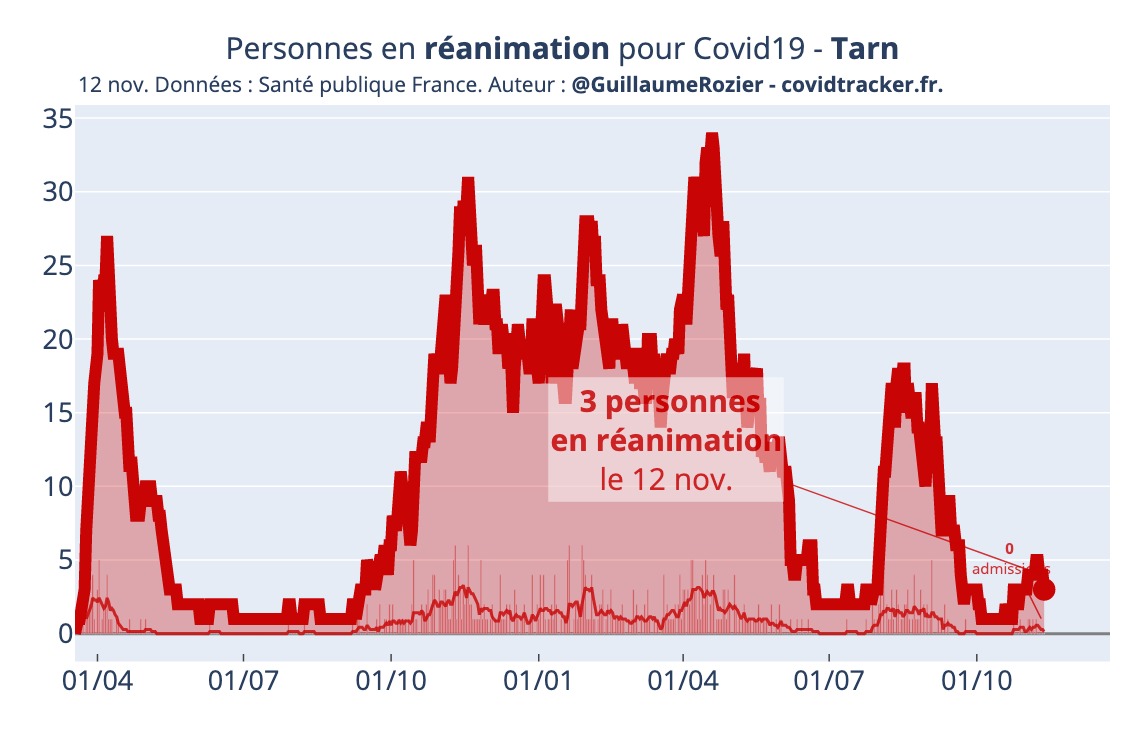 Personnes en réanimation pour Covid19 - Tarn
12 nov. Données : Santé publique France. Auteur : @GuillaumeRozier - covidtracker.fr.
35
30
25
20
15
10
5
0
3 personnes
en réanimation
le 12 nov.
0
admissions
01/04
01/07
01/10
01/01
01/04
01/07
01/10